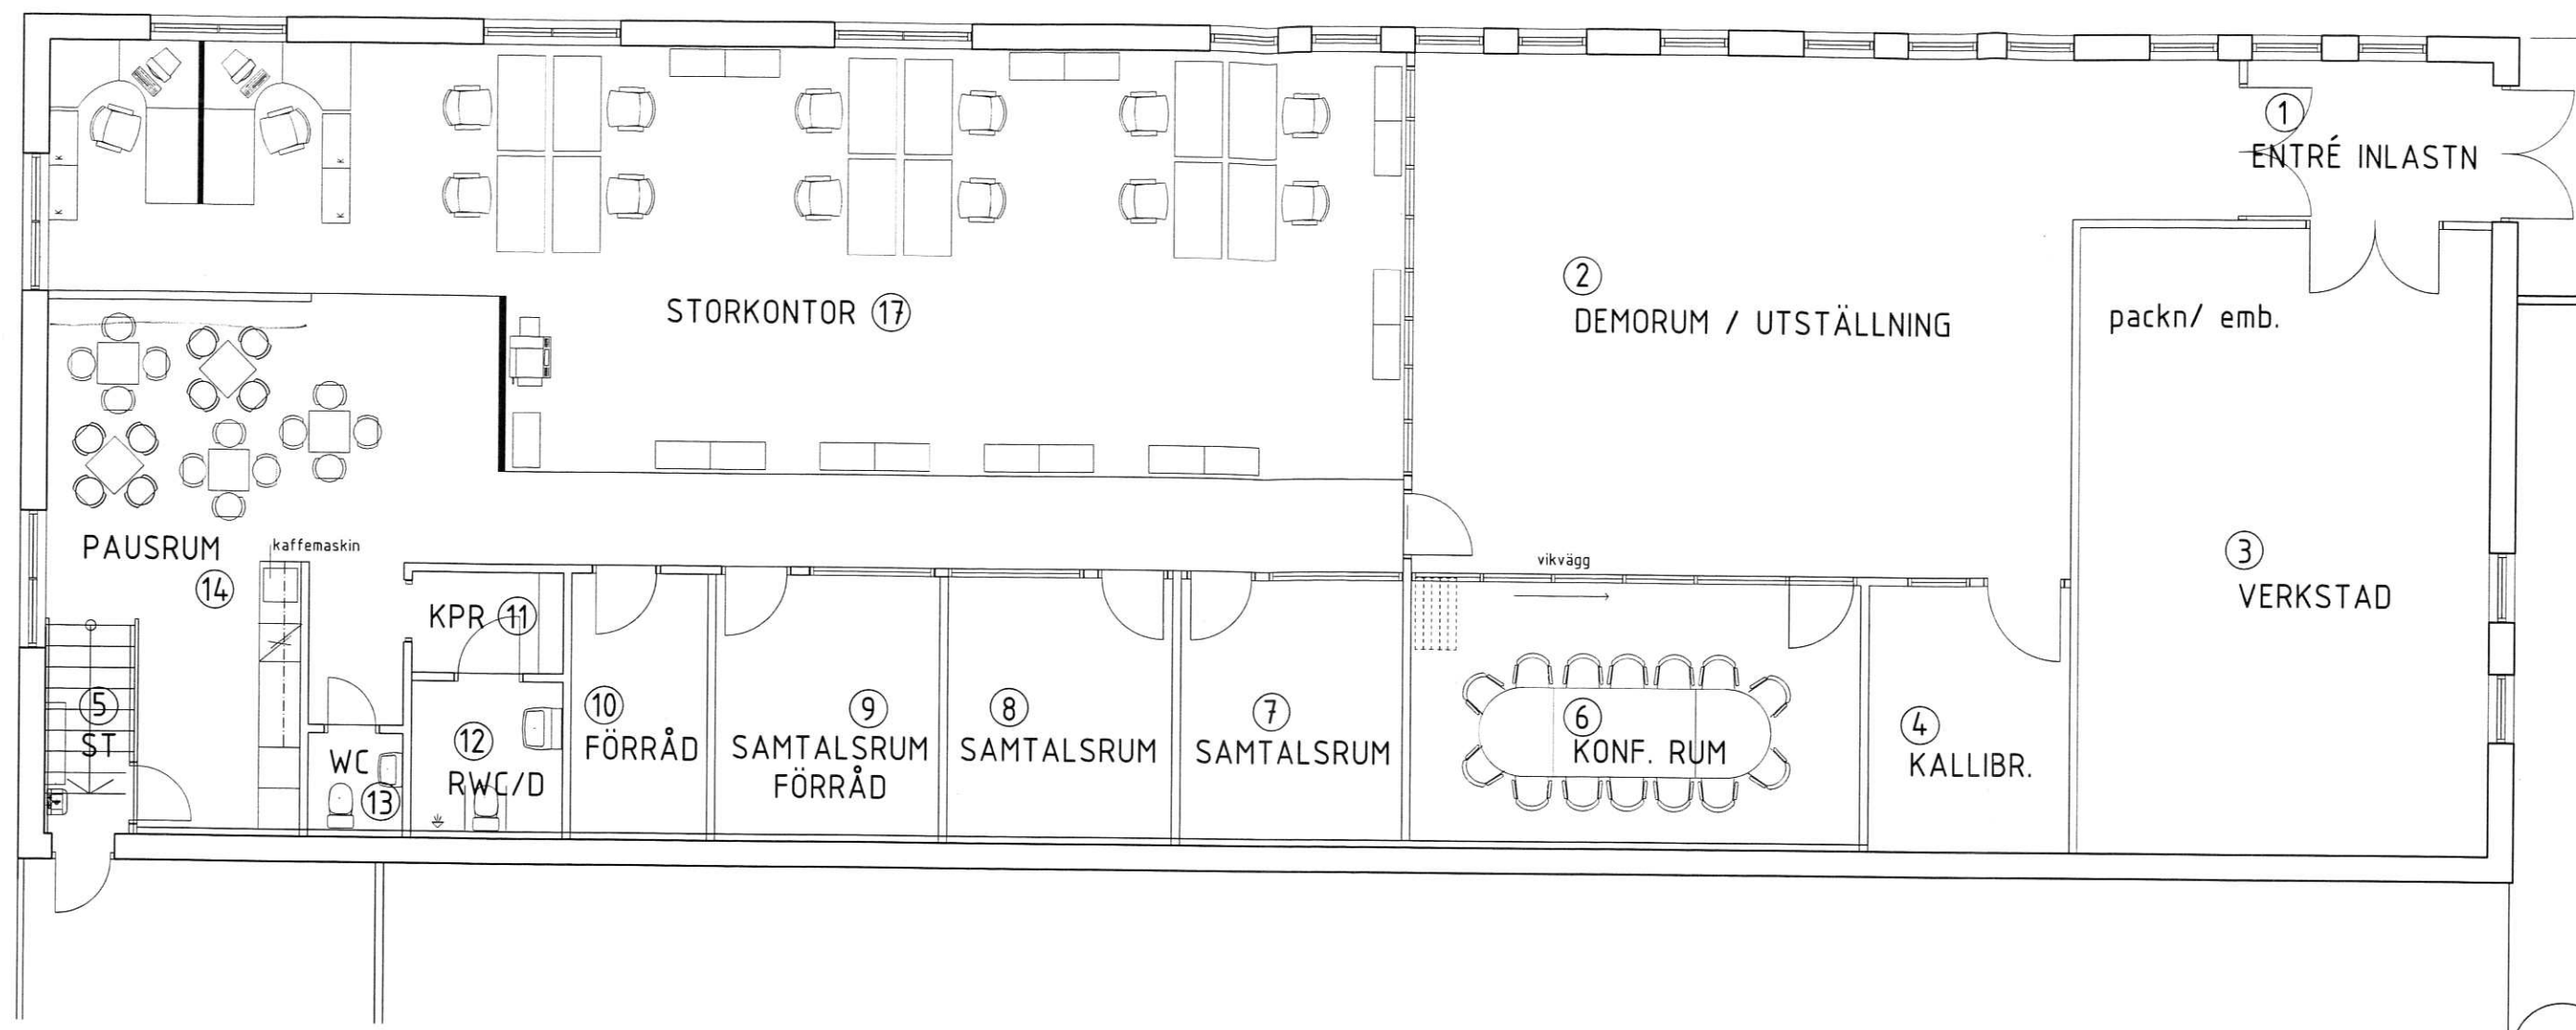 K
K
K
K
1
ENTRÉ INLASTN
STORKONTOR 17
2
DEMORUM / UTSTÄLLNING
packn/ emb.
PAUSRUM
14
kaffemaskin
vikvägg
3
VERKSTAD
KPR 11
5
ST
WC
13
12
RWC/D
10
FÖRRÅD
9
SAMTALSRUM
FÖRRÅD
8
SAMTALSRUM
7
SAMTALSRUM
6
KONF. RUM
4
KALLIBR.